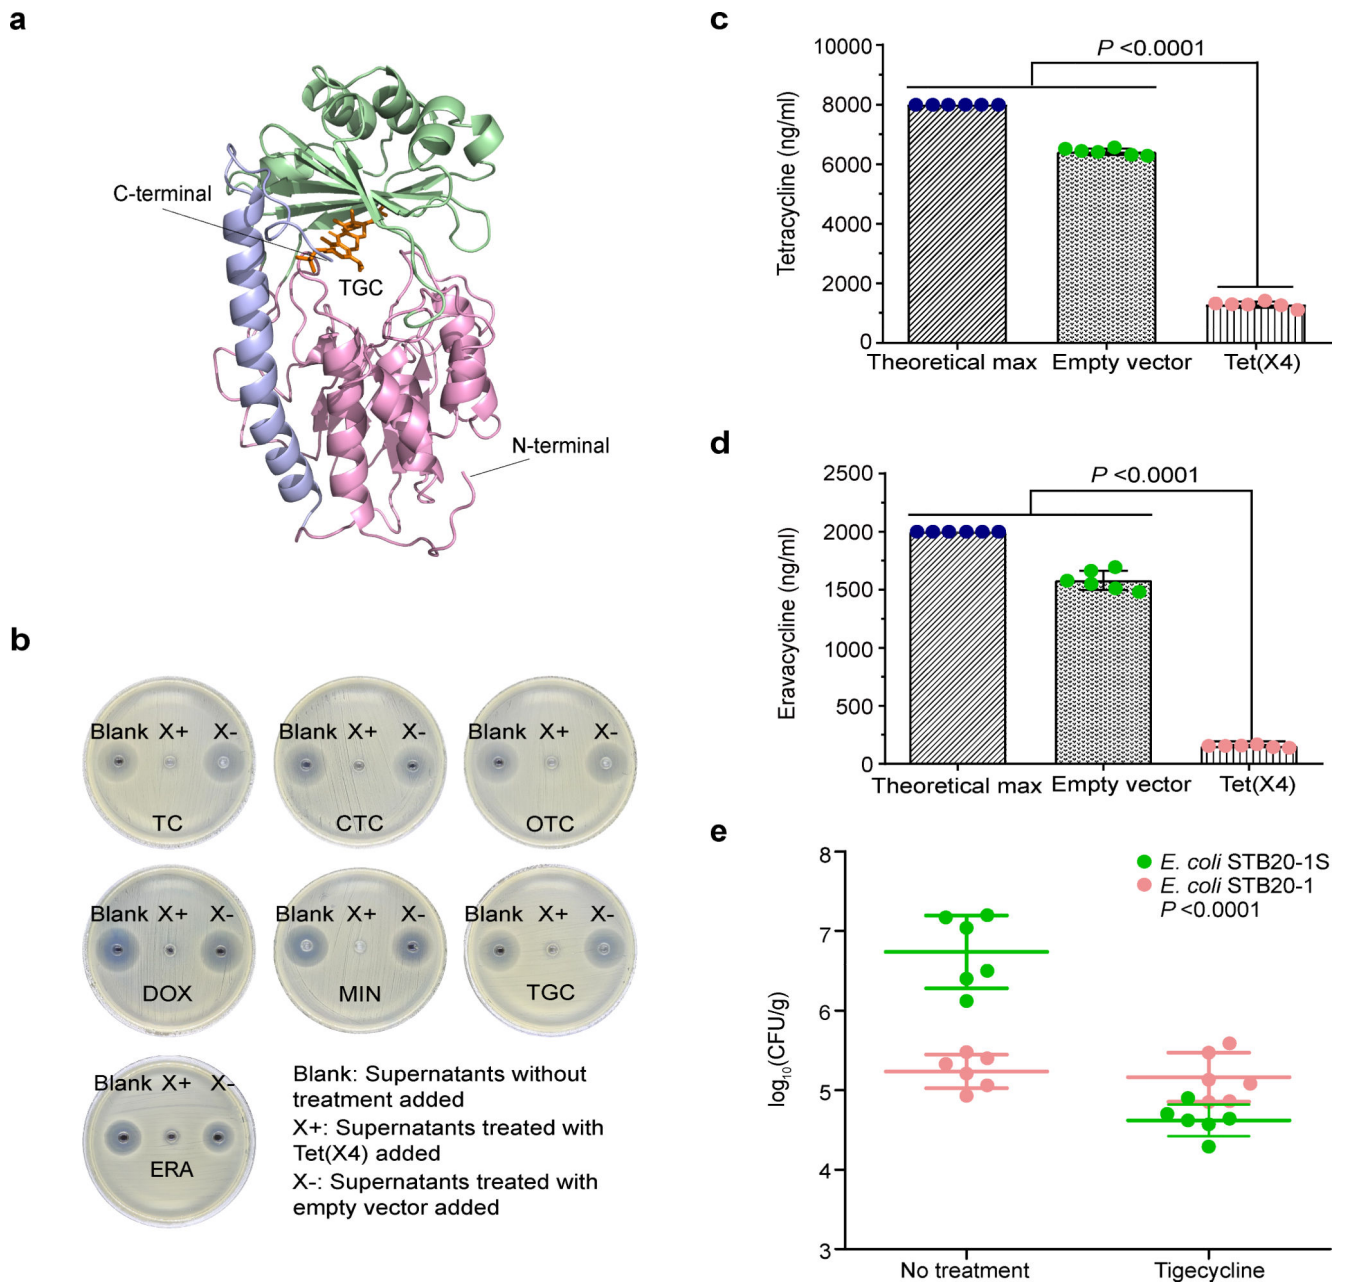 a
C-terminal
TGC
N-terminal
b
Blank X+ X-
TC
Blank X+ X-
CTC
Blank X+ X-
OTC
Blank X+ X-
DOX
Blank X+ X-
MIN
Blank X+ X-
TGC
Blank X+ X-
ERA
Blank: Supernatants without
treatment added
X+: Supernatants treated with
Tet(X4) added
X-: Supernatants treated with
empty vector added
c
P <0.0001
Tetracycline (ng/ml)
10000
8000
6000
4000
2000
0
Theoretical max Empty vector Tet(X4)
d
P <0.0001
Eravacycline (ng/ml)
2500
2000
1500
1000
500
0
Theoretical max Empty vector Tet(X4)
e
E. coli STB20-1S
E. coli STB20-1
P <0.0001
log₁₀(CFU/g)
8
7
6
5
4
3
No treatment Tigecycline